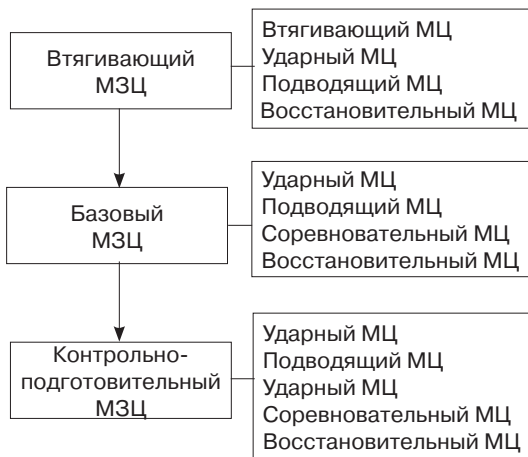 Втягивающий
МЗЦ
Втягивающий МЦ
Ударный МЦ
Подводящий МЦ
Восстановительный МЦ
Базовый
МЗЦ
Ударный МЦ
Подводящий МЦ
Соревновательный МЦ
Восстановительный МЦ
Контрольно-
подготовительный
МЗЦ
Ударный МЦ
Подводящий МЦ
Ударный МЦ
Соревновательный МЦ
Восстановительный МЦ